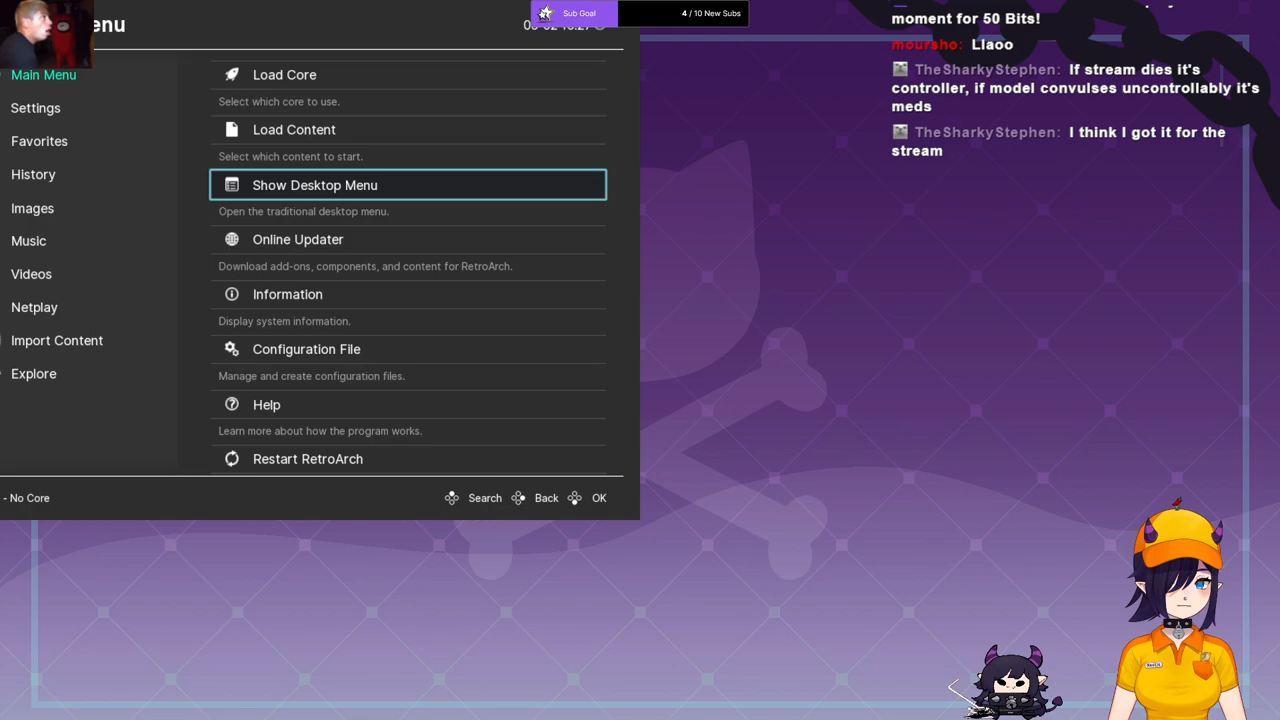 enu
Sub Goal
4 / 10 New Subs
Main Menu
Settings
Favorites
History
Images
Music
Videos
Netplay
Import Content
Explore
Load Core
Select which core to use.
Load Content
Select which content to start.
Show Desktop Menu
Open the traditional desktop menu.
Online Updater
Download add-ons, components, and content for RetroArch.
Information
Display system information.
Configuration File
Manage and create configuration files.
Help
Learn more about how the program works.
Restart RetroArch
- No Core
Search
Back
OK
moment for 50 Bits!
moursho: Llaoo
TheSharkyStephen: If stream dies it's
controller, if model convulses uncontrollably it's
meds
TheSharkyStephen: I think I got it for the
stream